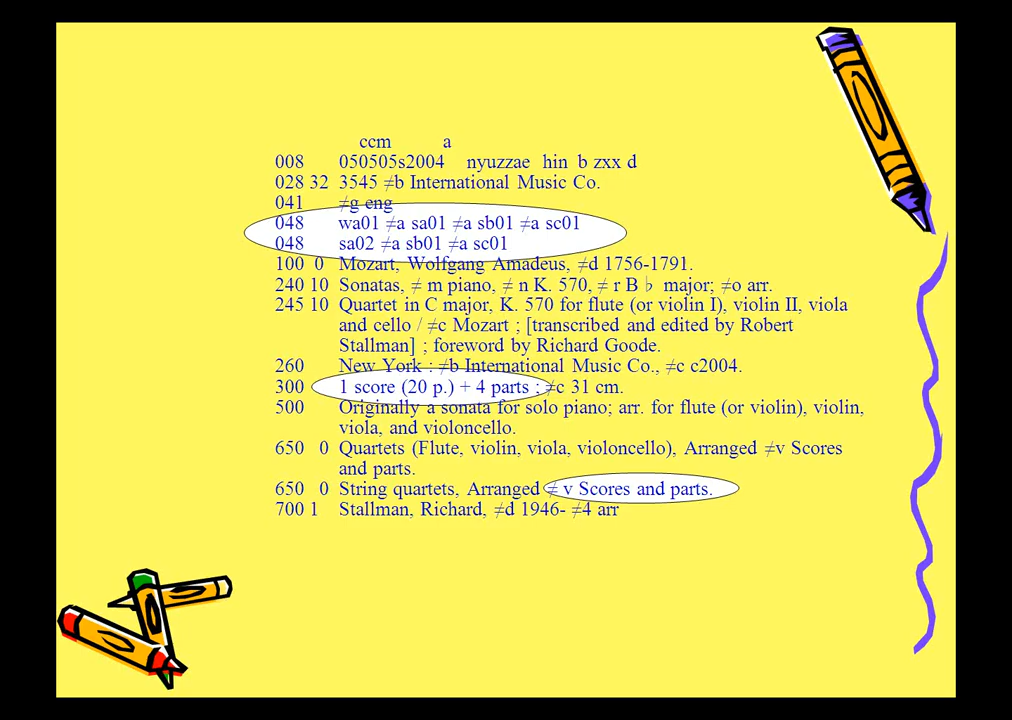 ccm a
008 050505s2004 nyuzzae hin b zxx d
028 32 3545 ≠b International Music Co.
041 ≠g eng
048 wa01 ≠a sa01 ≠a sb01 ≠a sc01
048 sa02 ≠a sb01 ≠a sc01
100 0 Mozart, Wolfgang Amadeus, ≠d 1756-1791.
240 10 Sonatas, ≠ m piano, ≠ n K. 570, ≠ r B ♭ major; ≠o arr.
245 10 Quartet in C major, K. 570 for flute (or violin I), violin II, viola
and cello / ≠c Mozart ; [transcribed and edited by Robert
Stallman] ; foreword by Richard Goode.
260 New York : ≠b International Music Co., ≠c c2004.
300 1 score (20 p.) + 4 parts ; ≠c 31 cm.
500 Originally a sonata for solo piano; arr. for flute (or violin), violin,
viola, and violoncello.
650 0 Quartets (Flute, violin, viola, violoncello), Arranged ≠v Scores
and parts.
650 0 String quartets, Arranged ≠ v Scores and parts.
700 1 Stallman, Richard, ≠d 1946- ≠4 arr